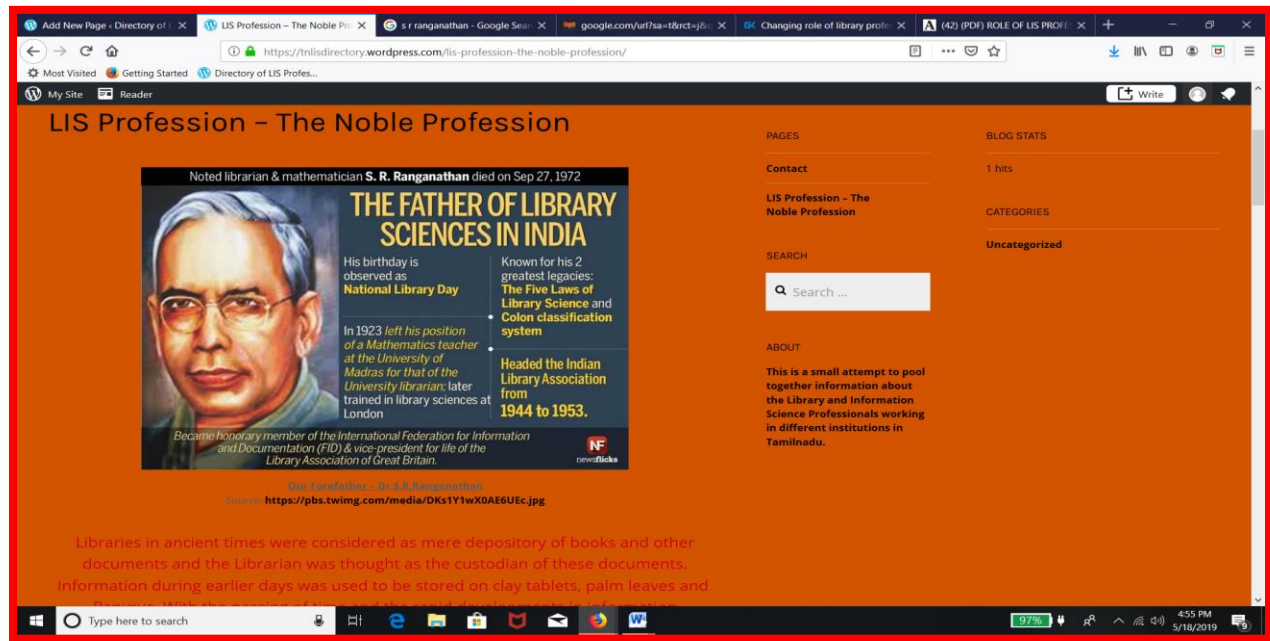 Add New Page ‹ Directory of L
LIS Profession – The Noble Pro
s r ranganathan - Google Sear
google.com/url?sa=t&rct=j&
Changing role of library profe
(42) (PDF) ROLE OF LIS PROFE
https://tnlisdirectory.wordpress.com/lis-profession-the-noble-profession/
Most Visited Getting Started Directory of LIS Profes...
My Site Reader Write
LIS Profession – The Noble Profession
Noted librarian & mathematician S. R. Ranganathan died on Sep 27, 1972
THE FATHER OF LIBRARY
SCIENCES IN INDIA
His birthday is
observed as
National Library Day
In 1923 left his position
of a Mathematics teacher
at the University of
Madras for that of the
University librarian; later
trained in library sciences at
London
Known for his 2
greatest legacies:
The Five Laws of
Library Science and
Colon classification
system
Headed the Indian
Library Association
from
1944 to 1953.
Became honorary member of the International Federation for Information
and Documentation (FID) & vice-president for life of the
Library Association of Great Britain.
NF
newsflicks
Our Forefather – Dr.S.R.Ranganathan
Source: https://pbs.twimg.com/media/DKs1Y1wX0AE6UEc.jpg
Libraries in ancient times were considered as mere depository of books and other
documents and the Librarian was thought as the custodian of these documents.
Information during earlier days was used to be stored on clay tablets, palm leaves and
Papyrus. With the passing of time and the rapid developments in information
PAGES
Contact
LIS Profession – The
Noble Profession
SEARCH
Search ...
ABOUT
This is a small attempt to pool
together information about
the Library and Information
Science Professionals working
in different institutions in
Tamilnadu.
BLOG STATS
1 hits
CATEGORIES
Uncategorized
Type here to search
97%
4:55 PM
5/18/2019